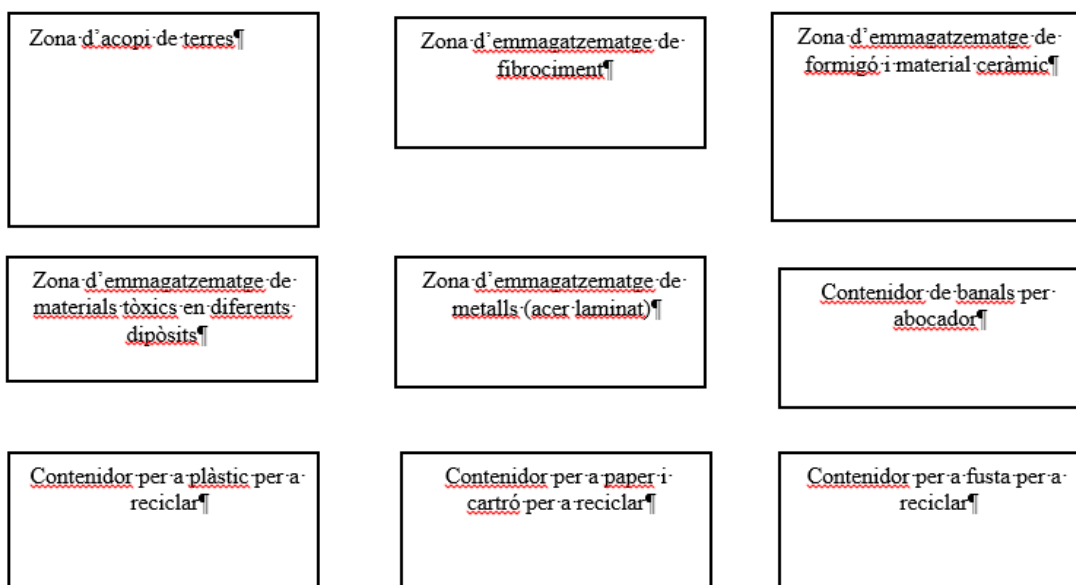 Zona d'acopi de terres¶
Zona d'emmagatzematge de
fibrociment¶
Zona d'emmagatzematge de
formigó i material ceràmic¶
Zona d'emmagatzematge de
materials tòxics en diferents
dipòsits¶
Zona d'emmagatzematge de
metalls (acer laminat)¶
Contenidor de banals per
abocador¶
Contenidor per a plàstic per a
reciclar¶
Contenidor per a paper i
cartró per a reciclar¶
Contenidor per a fusta per a
reciclar¶